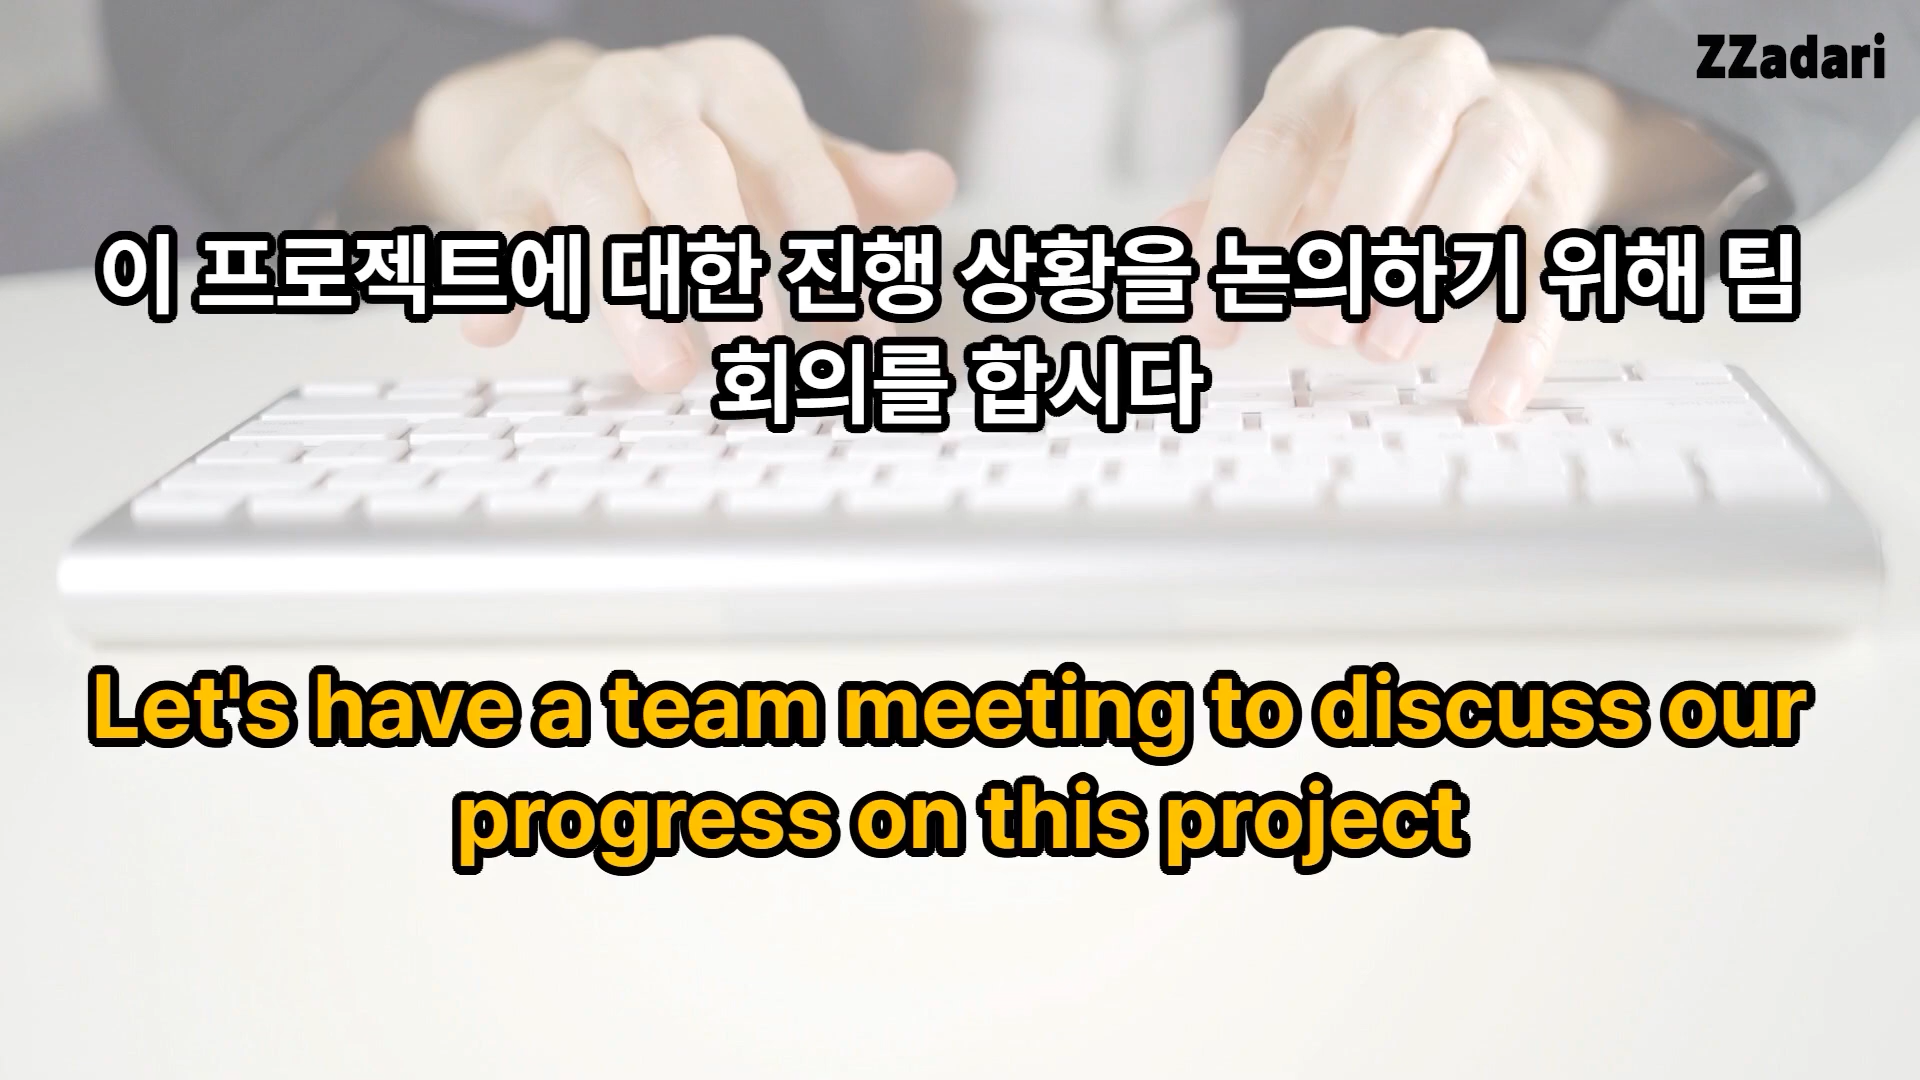 ZZadari
이 프로젝트에 대한 진행 상황을 논의하기 위해 팀
회의를 합시다
Let's have a team meeting to discuss our
progress on this project